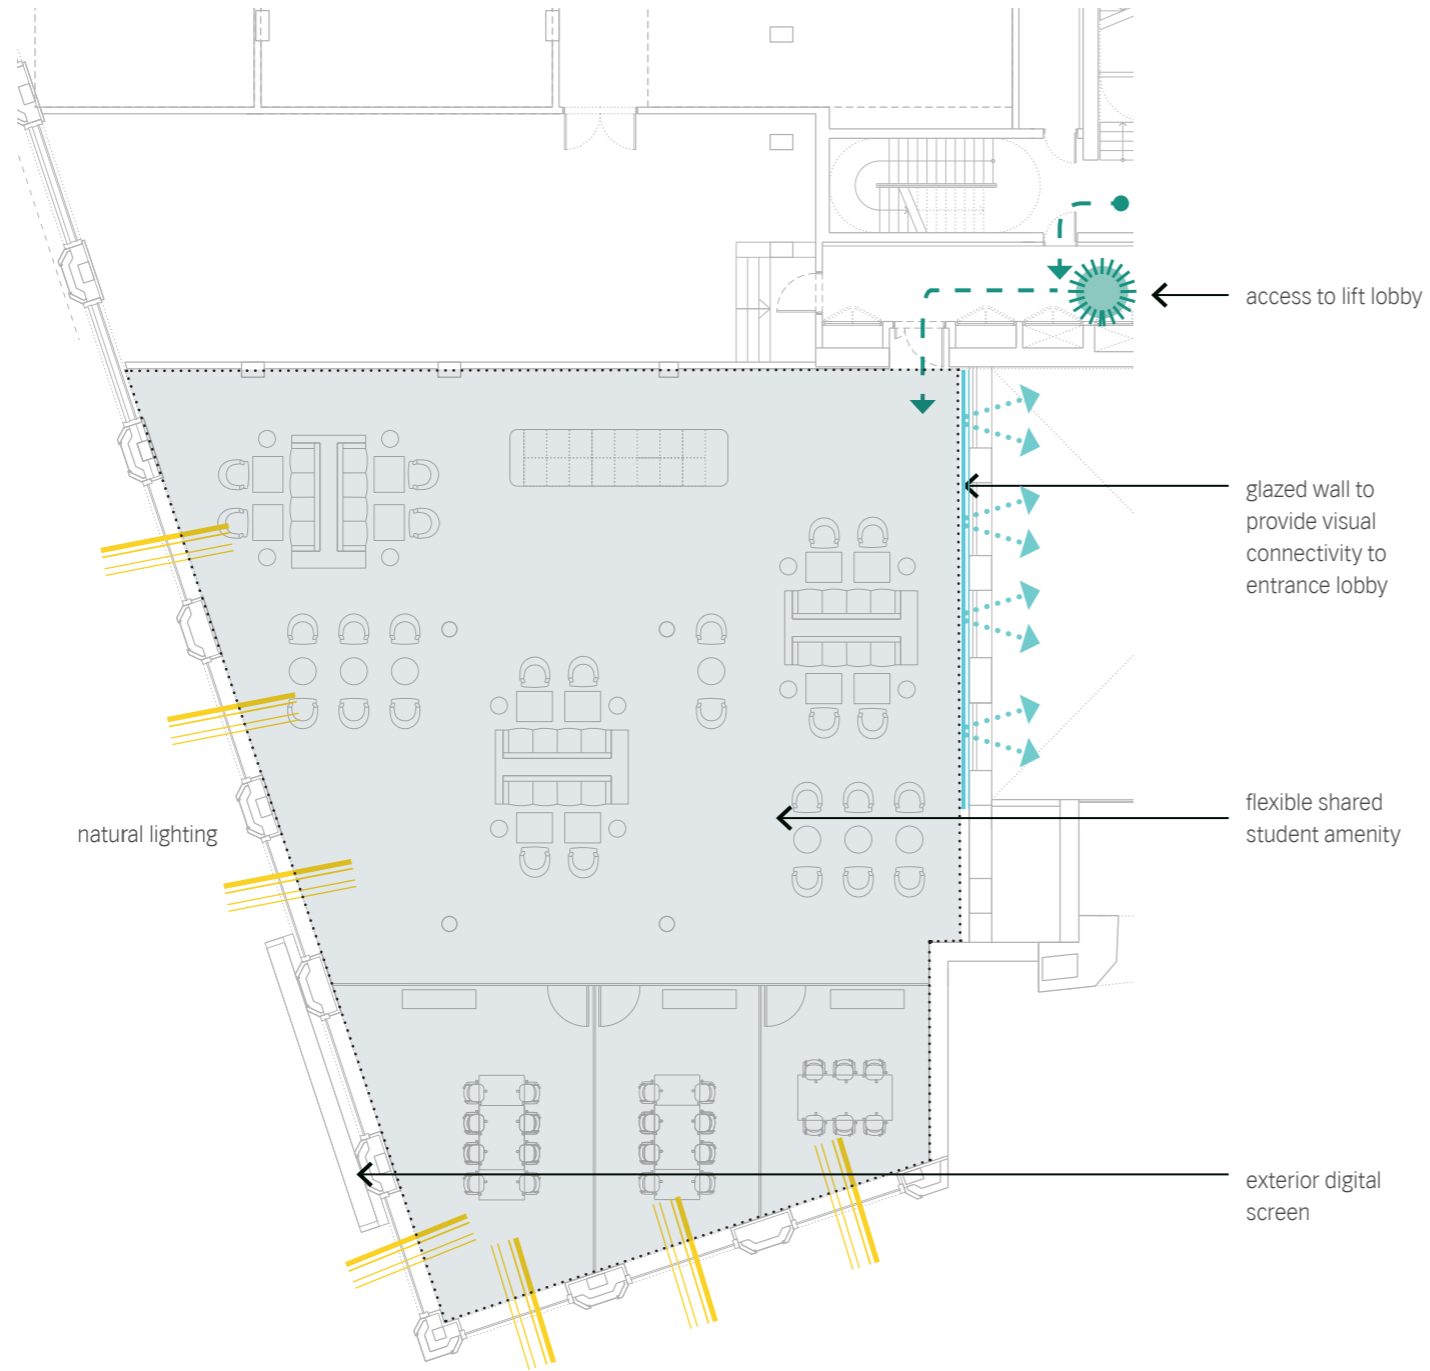 access to lift lobby
glazed wall to
provide visual
connectivity to
entrance lobby
flexible shared
student amenity
natural lighting
exterior digital
screen